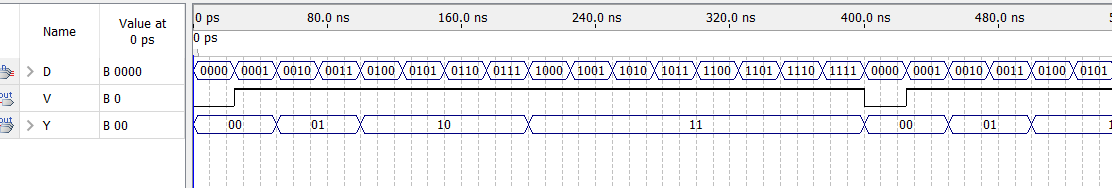 Name Value at 0 ps 0 ps 80.0 ns 160.0 ns 240.0 ns 320.0 ns 400.0 ns 480.0 ns
0 ps
D B 0000 0000 0001 0010 0011 0100 0101 0110 0111 1000 1001 1010 1011 1100 1101 1110 1111 0000 0001 0010 0011 0100 0101
out V B 0
out Y B 00 00 01 10 11 00 01 1